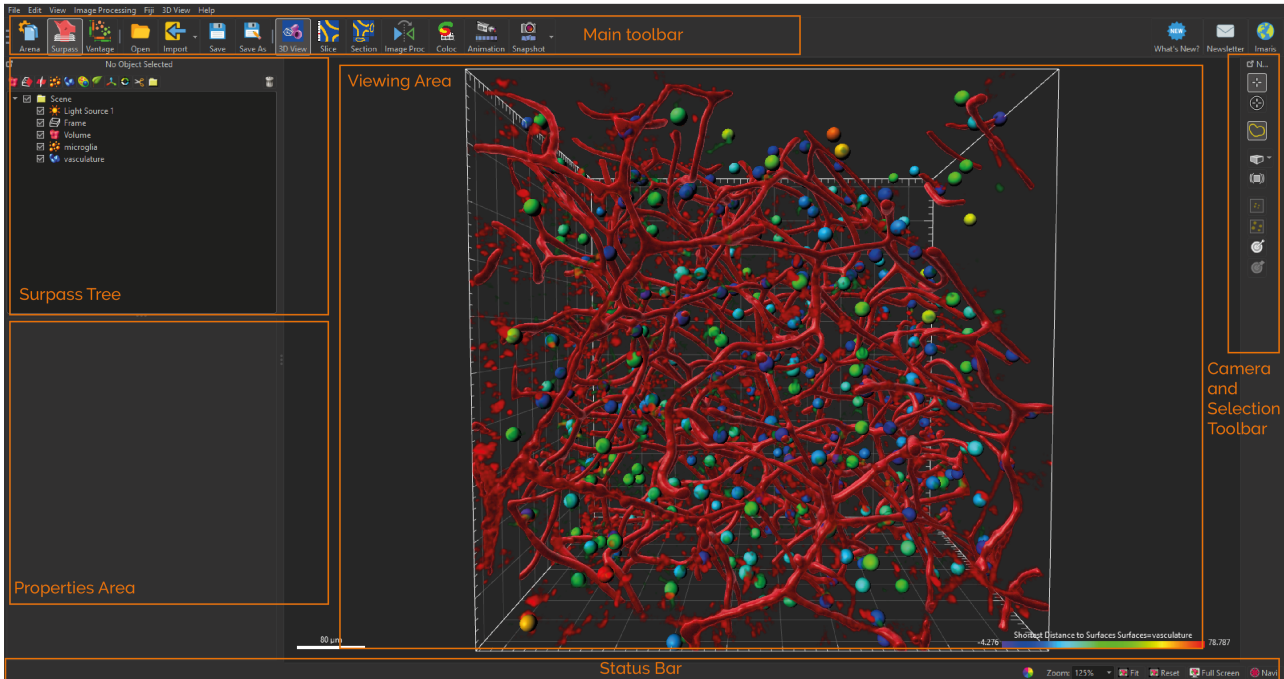 File Edit View Image Processing Fiji 3D View Help
Arena Surpass Vantage Open Import Save Save As 3D View Slice Section Image Proc Coloc Animation Snapshot
Main toolbar
NEW
What's New? Newsletter Imaris
No Object Selected
N...
Scene
Light Source 1
Frame
Volume
microglia
vasculature
Surpass Tree
Viewing Area
Camera
and
Selection
Toolbar
Properties Area
80 µm
Shortest Distance to Surfaces Surfaces=vasculature
-4.276
78.787
Status Bar
Zoom: 125% Fit Reset Full Screen Navi